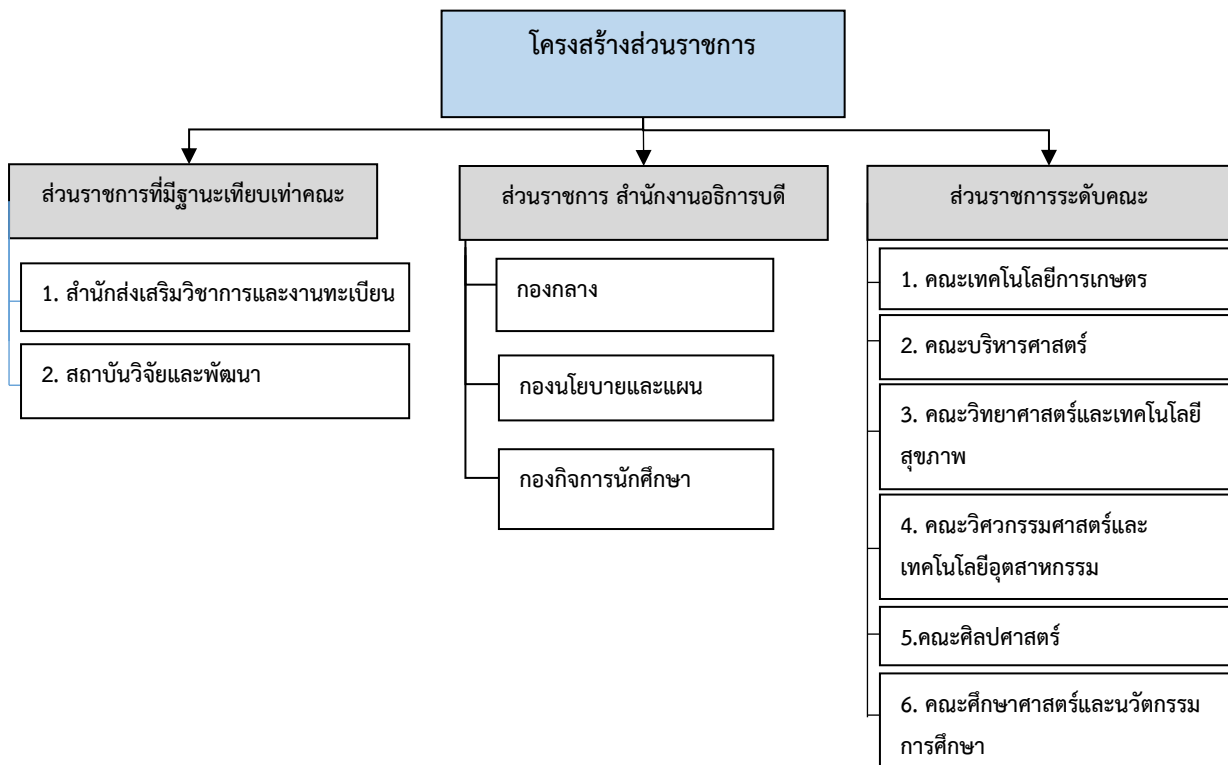 โครงสร้างส่วนราชการ
ส่วนราชการที่มีฐานะเทียบเท่าคณะ
1. สำนักส่งเสริมวิชาการและงานทะเบียน
2. สถาบันวิจัยและพัฒนา
ส่วนราชการ สำนักงานอธิการบดี
กองกลาง
กองนโยบายและแผน
กองกิจการนักศึกษา
ส่วนราชการระดับคณะ
1. คณะเทคโนโลยีการเกษตร
2. คณะบริหารศาสตร์
3. คณะวิทยาศาสตร์และเทคโนโลยี
สุขภาพ
4. คณะวิศวกรรมศาสตร์และ
เทคโนโลยีอุตสาหกรรม
5.คณะศิลปศาสตร์
6. คณะศึกษาศาสตร์และนวัตกรรม
การศึกษา